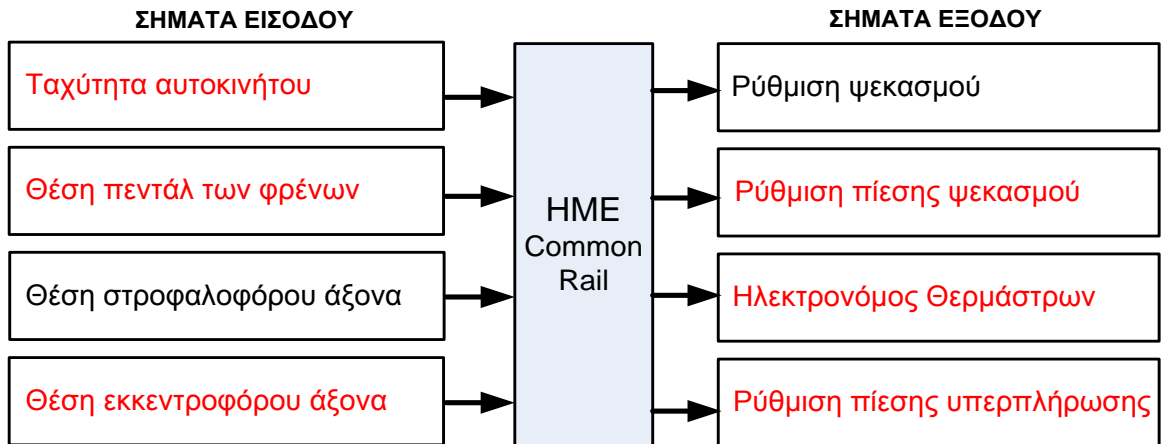 ΣΗΜΑΤΑ ΕΙΣΟΔΟΥ
Ταχύτητα αυτοκινήτου
Θέση πεντάλ των φρένων
Θέση στροφαλοφόρου άξονα
Θέση εκκεντροφόρου άξονα
ΗΜΕ
Common
Rail
ΣΗΜΑΤΑ ΕΞΟΔΟΥ
Ρύθμιση ψεκασμού
Ρύθμιση πίεσης ψεκασμού
Ηλεκτρονόμος Θερμάστρων
Ρύθμιση πίεσης υπερπλήρωσης